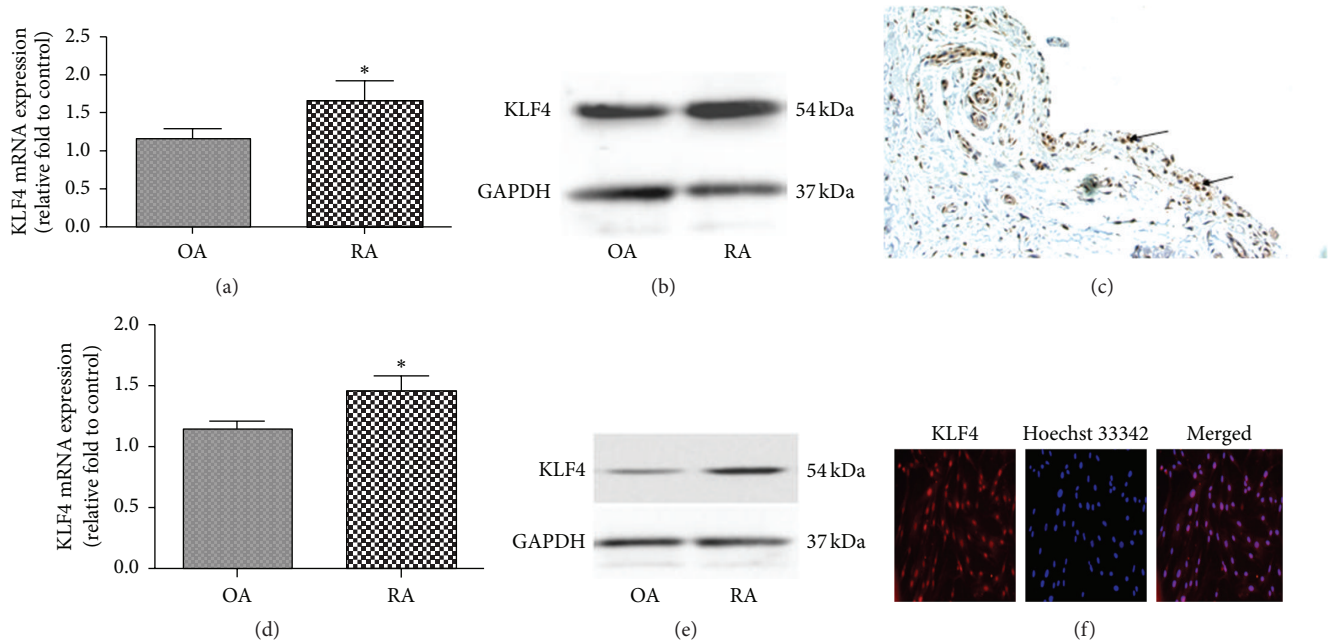 KLF4 mRNA expression
(relative fold to control)
2.5
2.0
1.5
1.0
0.5
0.0
*
OA
RA
(a)
KLF4
54 kDa
GAPDH
37 kDa
OA
RA
(b)
(c)
KLF4 mRNA expression
(relative fold to control)
2.0
1.5
1.0
0.5
0.0
*
OA
RA
(d)
KLF4
54 kDa
GAPDH
37 kDa
OA
RA
(e)
KLF4
Hoechst 33342
Merged
(f)